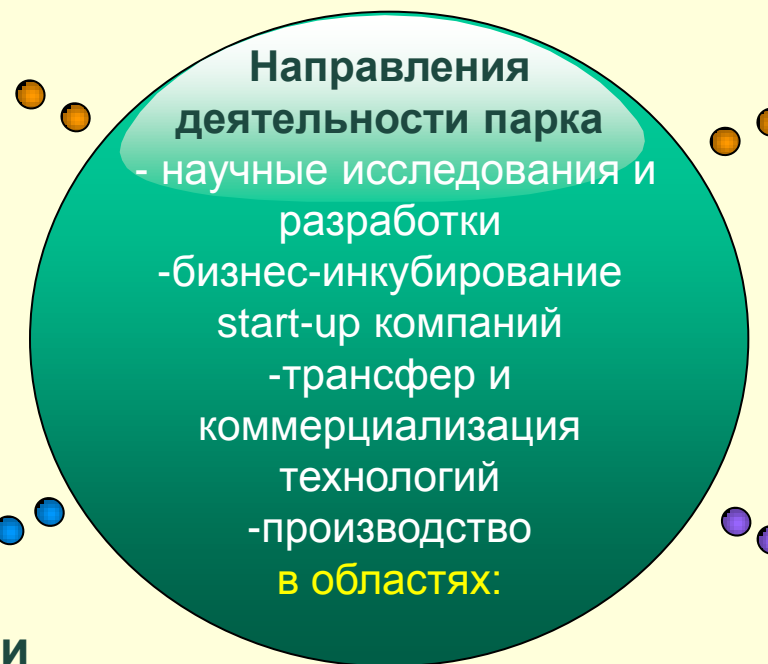 Направления
деятельности парка
- научные исследования и
разработки
-бизнес-инкубирование
start-up компаний
-трансфер и
коммерциализация
технологий
-производство
в областях:
и